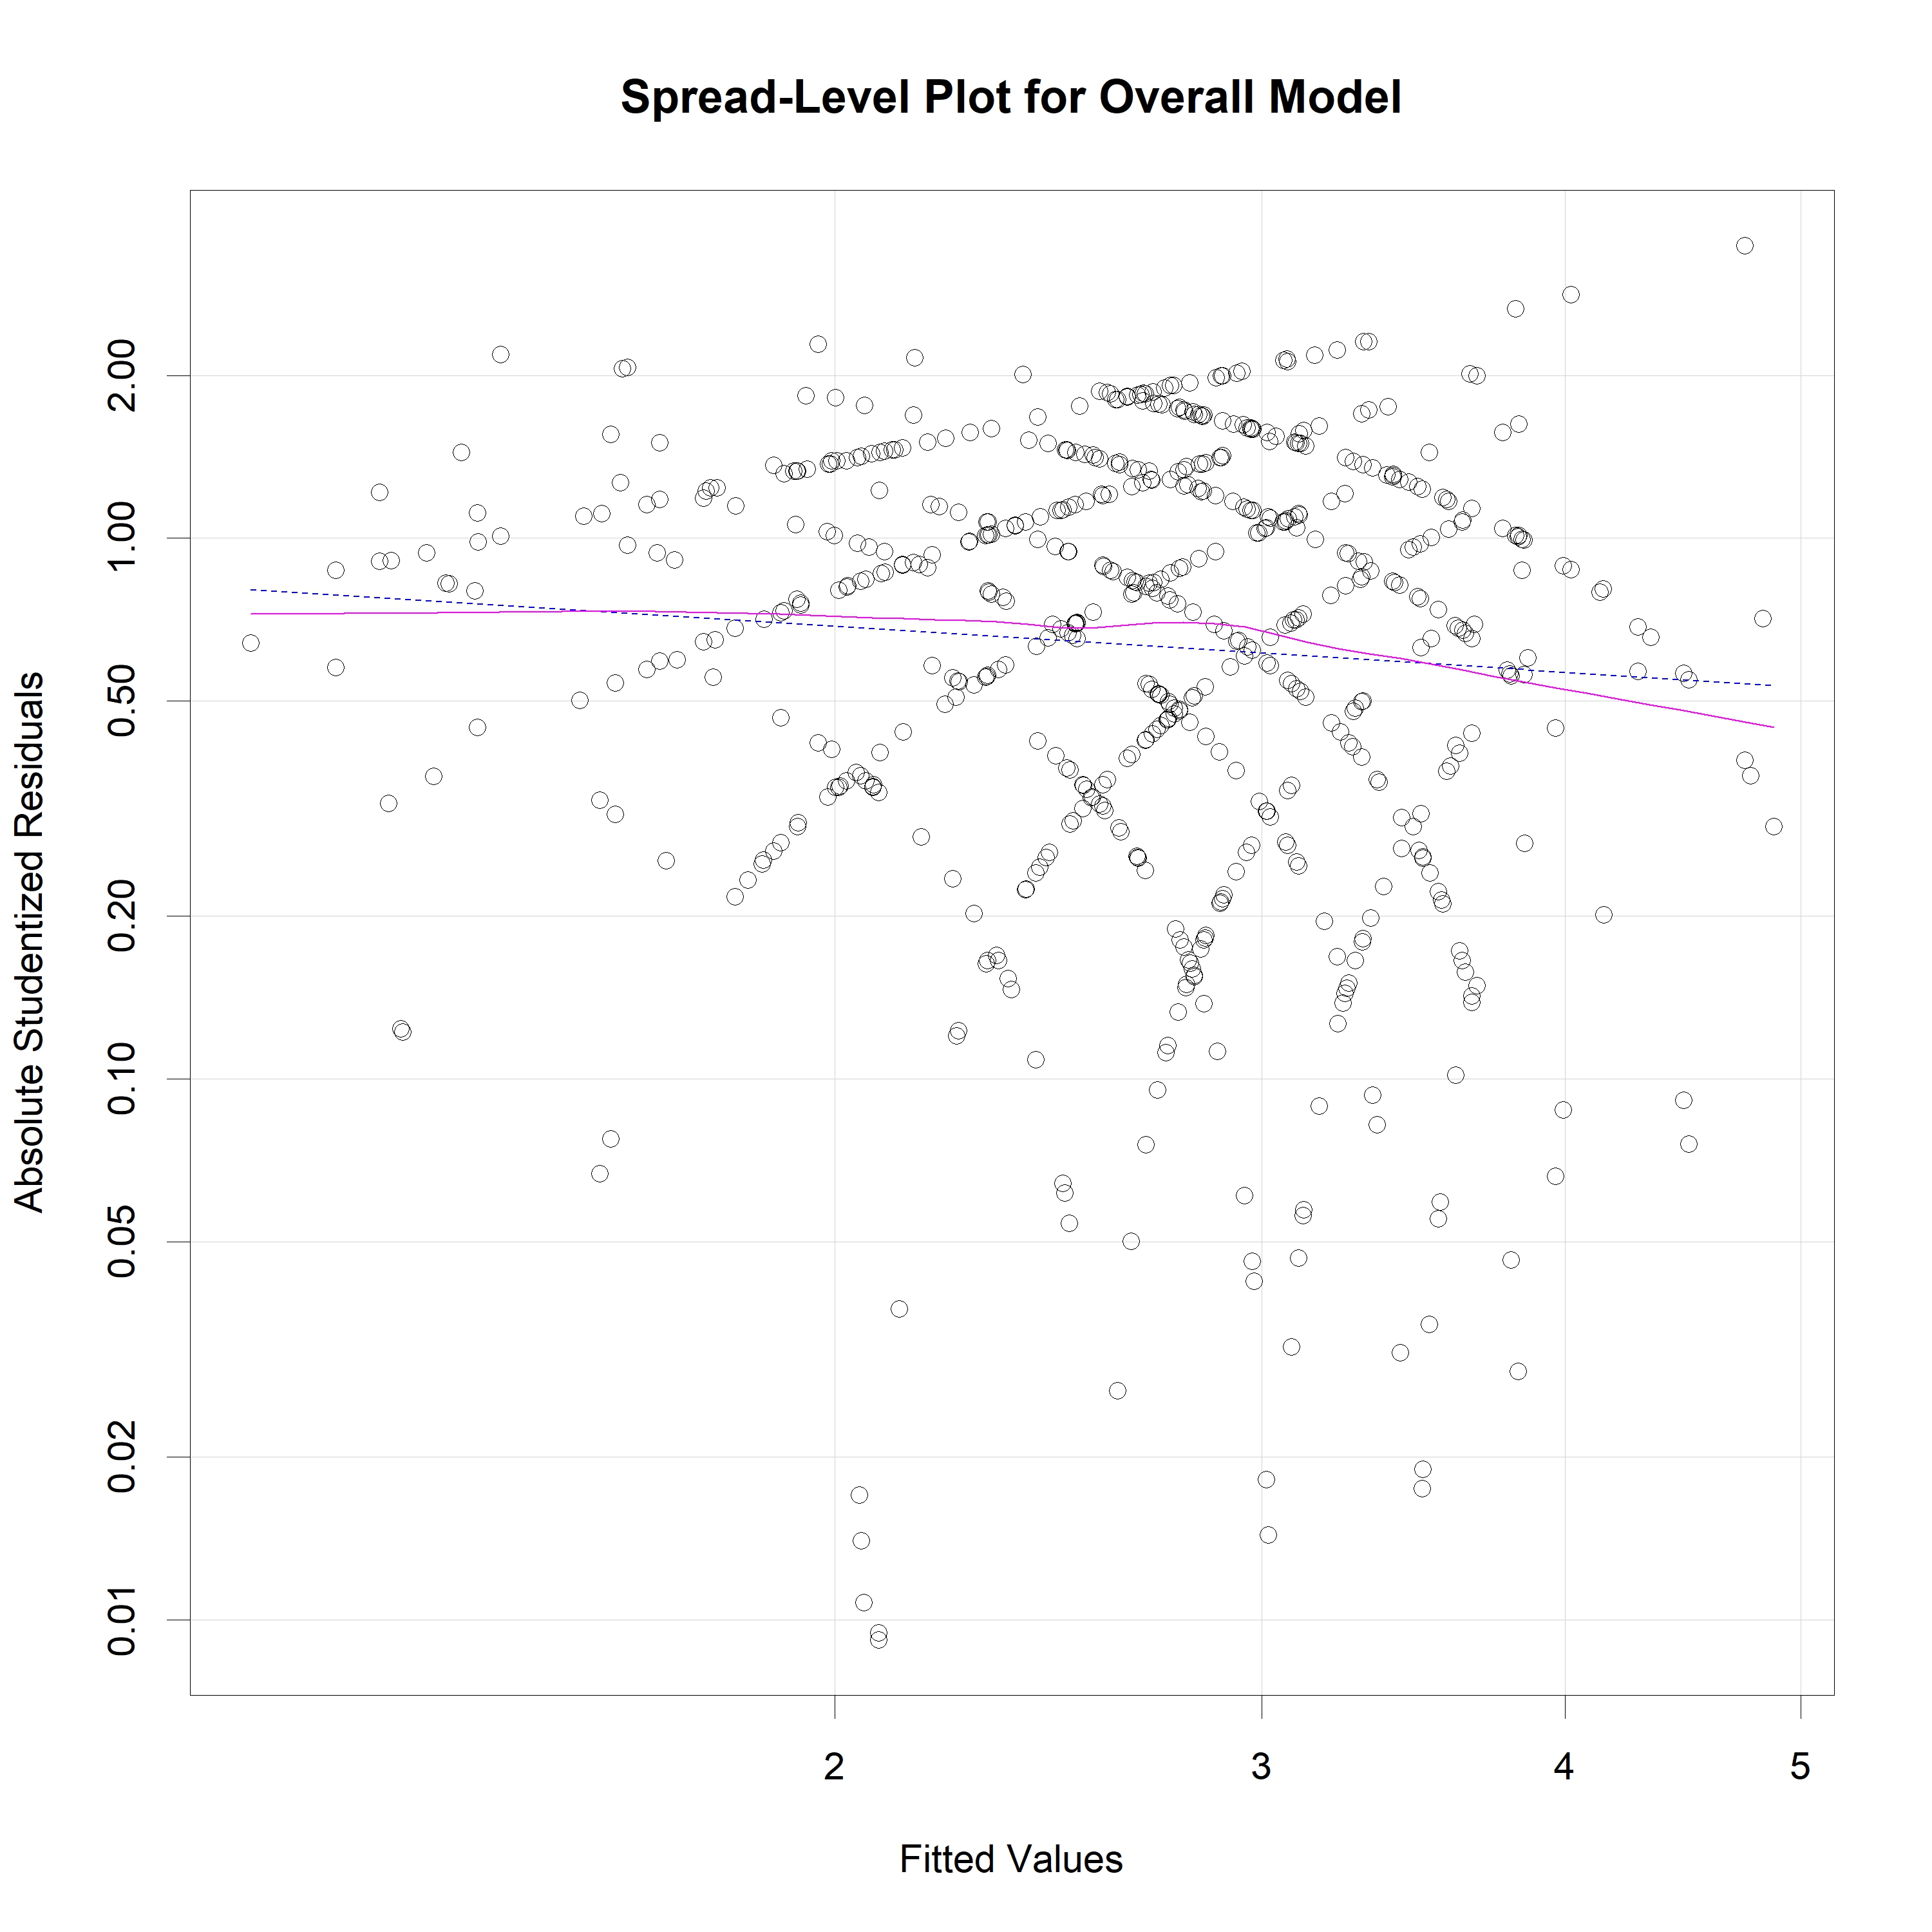 Spread-Level Plot for Overall Model
Absolute Studentized Residuals
2.00
1.00
0.50
0.20
0.10
0.05
0.02
0.01
2 3 4 5
Fitted Values